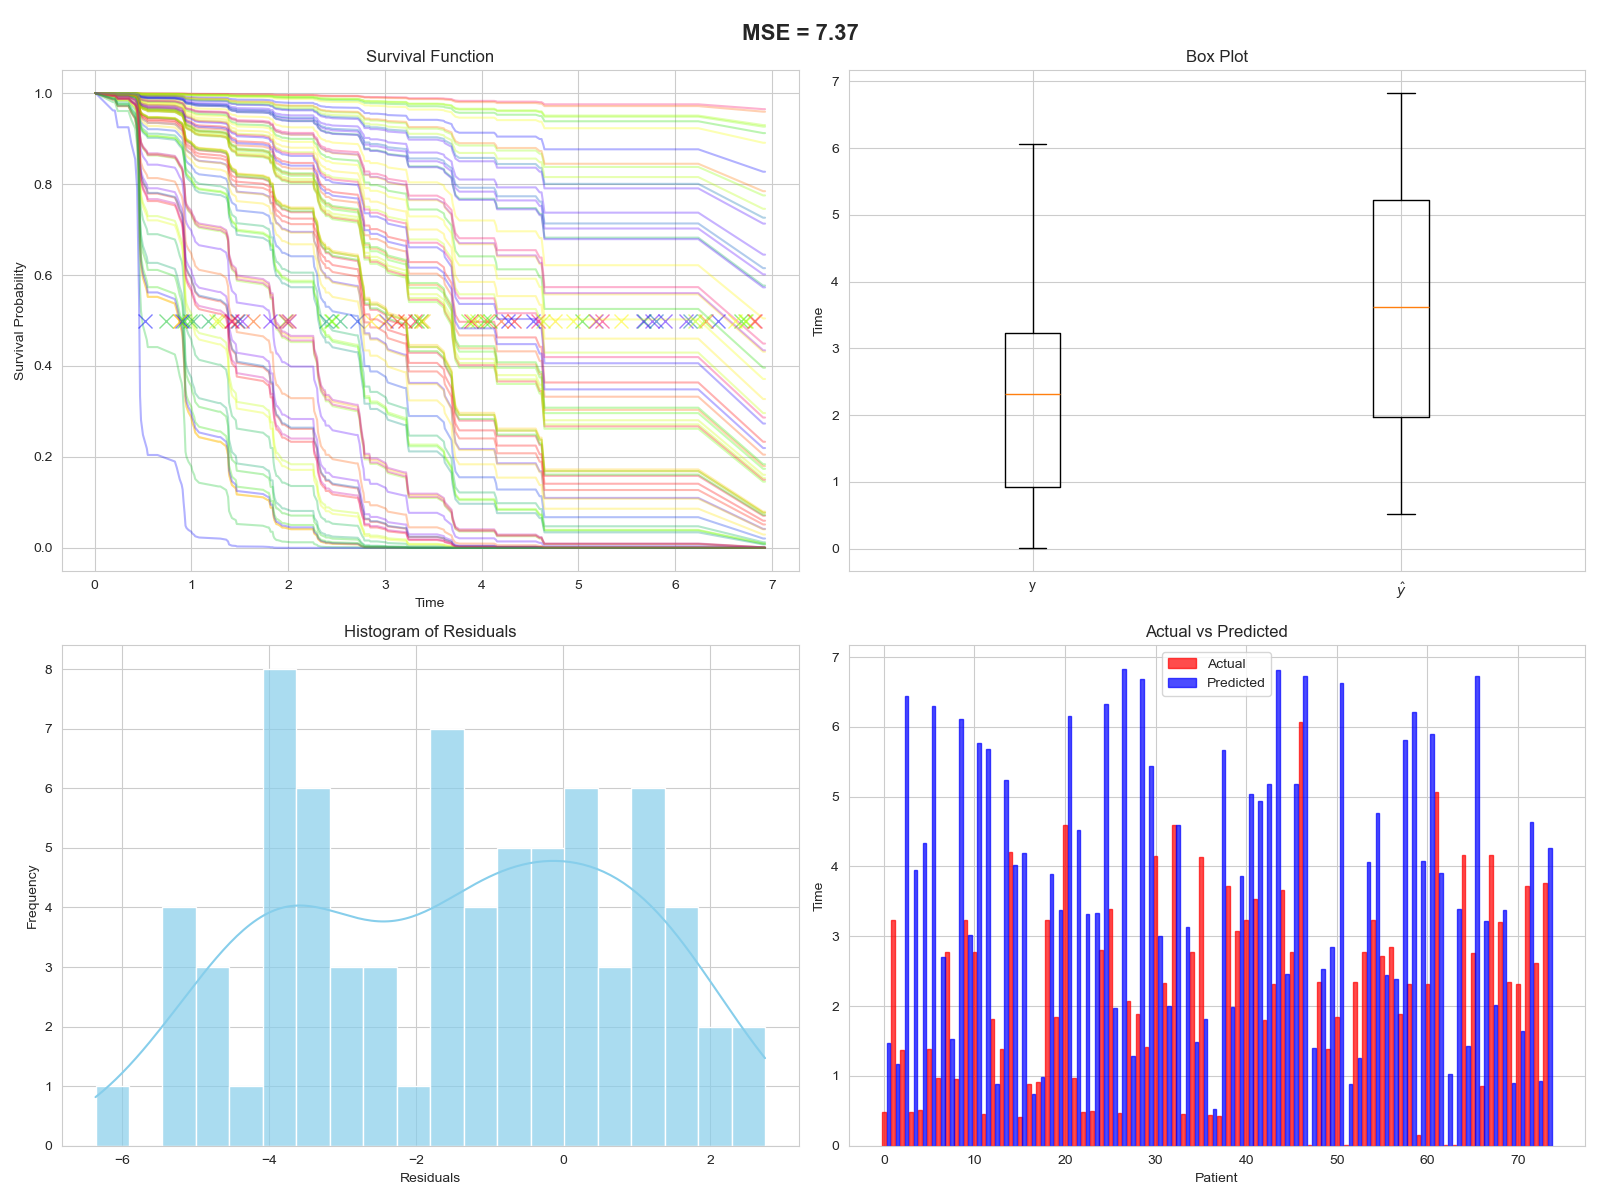 MSE = 7.37
Survival Function
1.0
0.8
0.6
0.4
0.2
0.0
Survival Probability
0 1 2 3 4 5 6 7
Time
Box Plot
7
6
5
4
3
2
1
0
Time
y ŷ
Histogram of Residuals
8
7
6
5
4
3
2
1
0
Frequency
−6 −4 −2 0 2
Residuals
Actual vs Predicted
Actual
Predicted
7
6
5
4
3
2
1
0
Time
0 10 20 30 40 50 60 70
Patient